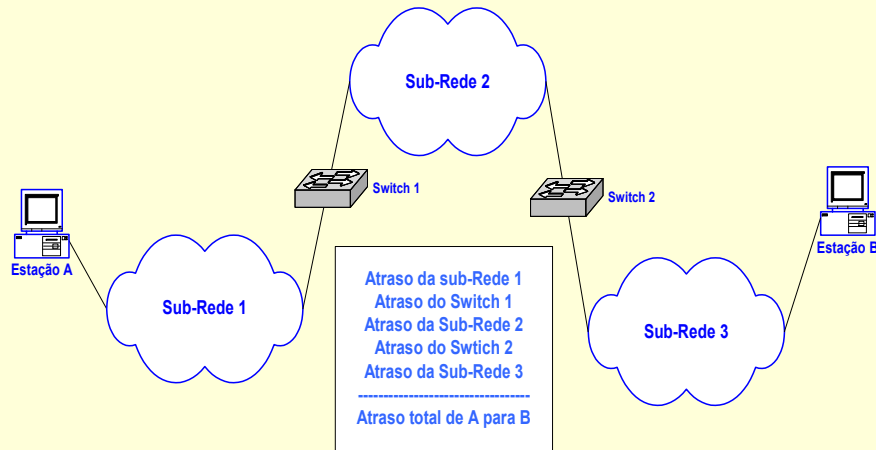 Sub-Rede 2
Switch 1
Switch 2
Estação A
Estação B
Sub-Rede 1
Sub-Rede 3
Atraso da sub-Rede 1
Atraso do Switch 1
Atraso da Sub-Rede 2
Atraso do Swtich 2
Atraso da Sub-Rede 3
----------------------------------
Atraso total de A para B